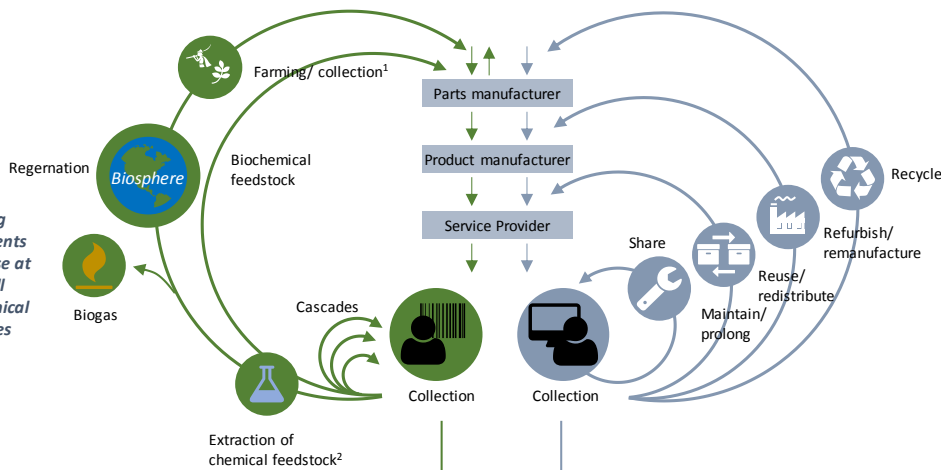 Farming/ collection¹
Parts manufacturer
Regernation
Biosphere
Biochemical
feedstock
Product manufacturer
Recycle
Service Provider
Share
Refurbish/
remanufacture
Reuse/
redistribute
Maintain/
prolong
Biogas
Cascades
Collection
Collection
Extraction of
chemical feedstock²